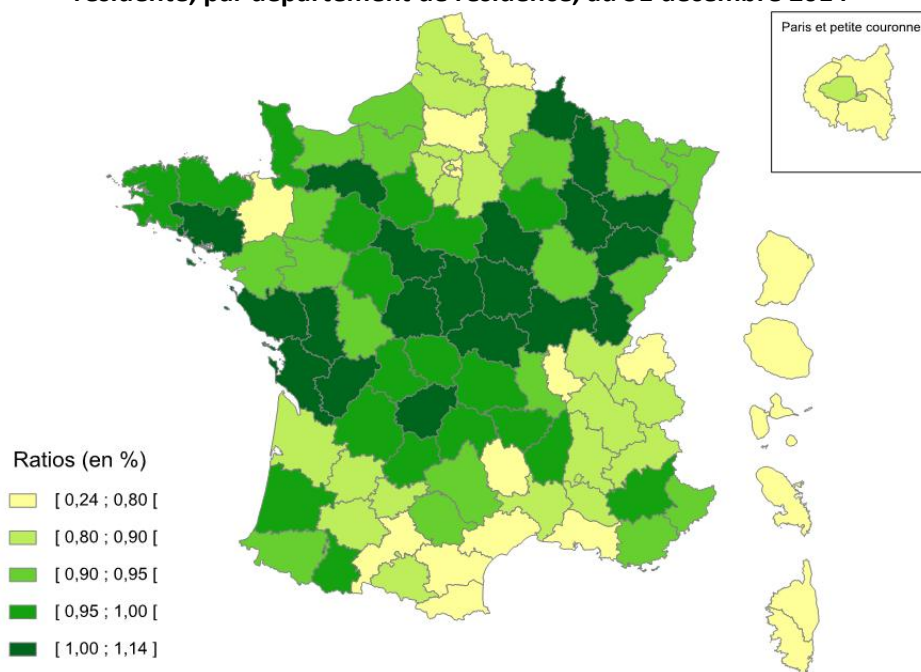 résidente, par département de résidence, au 31 décembre 2014
Paris et petite couronne
Ratios (en %)
[ 0,24 ; 0,80 [
[ 0,80 ; 0,90 [
[ 0,90 ; 0,95 [
[ 0,95 ; 1,00 [
[ 1,00 ; 1,14 ]